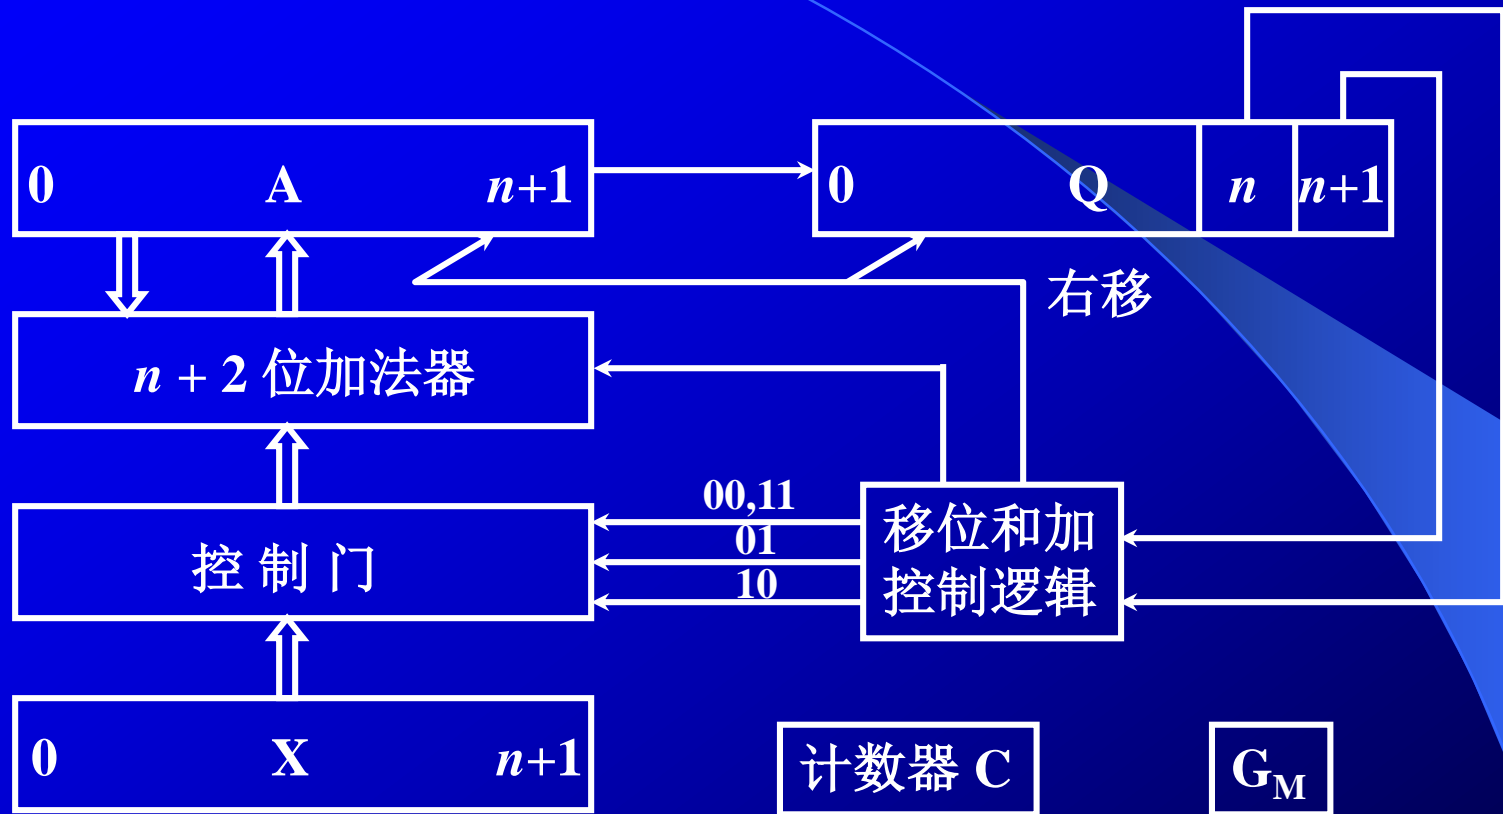 0 A n+1
0 Q n n+1
右移
n + 2 位加法器
00,11
01
10
控 制 门
移位和加
控制逻辑
0 X n+1
计数器 C
G_M